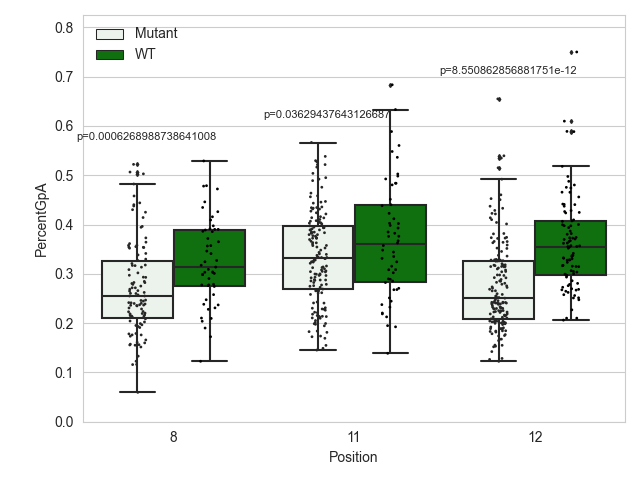 0.8
0.7
0.6
0.5
0.4
0.3
0.2
0.1
0.0
PercentGpA
Mutant
WT
p=8.550862856881751e-12
p=0.03629437643126687
p=0.0006268988738641008
8
11
12
Position